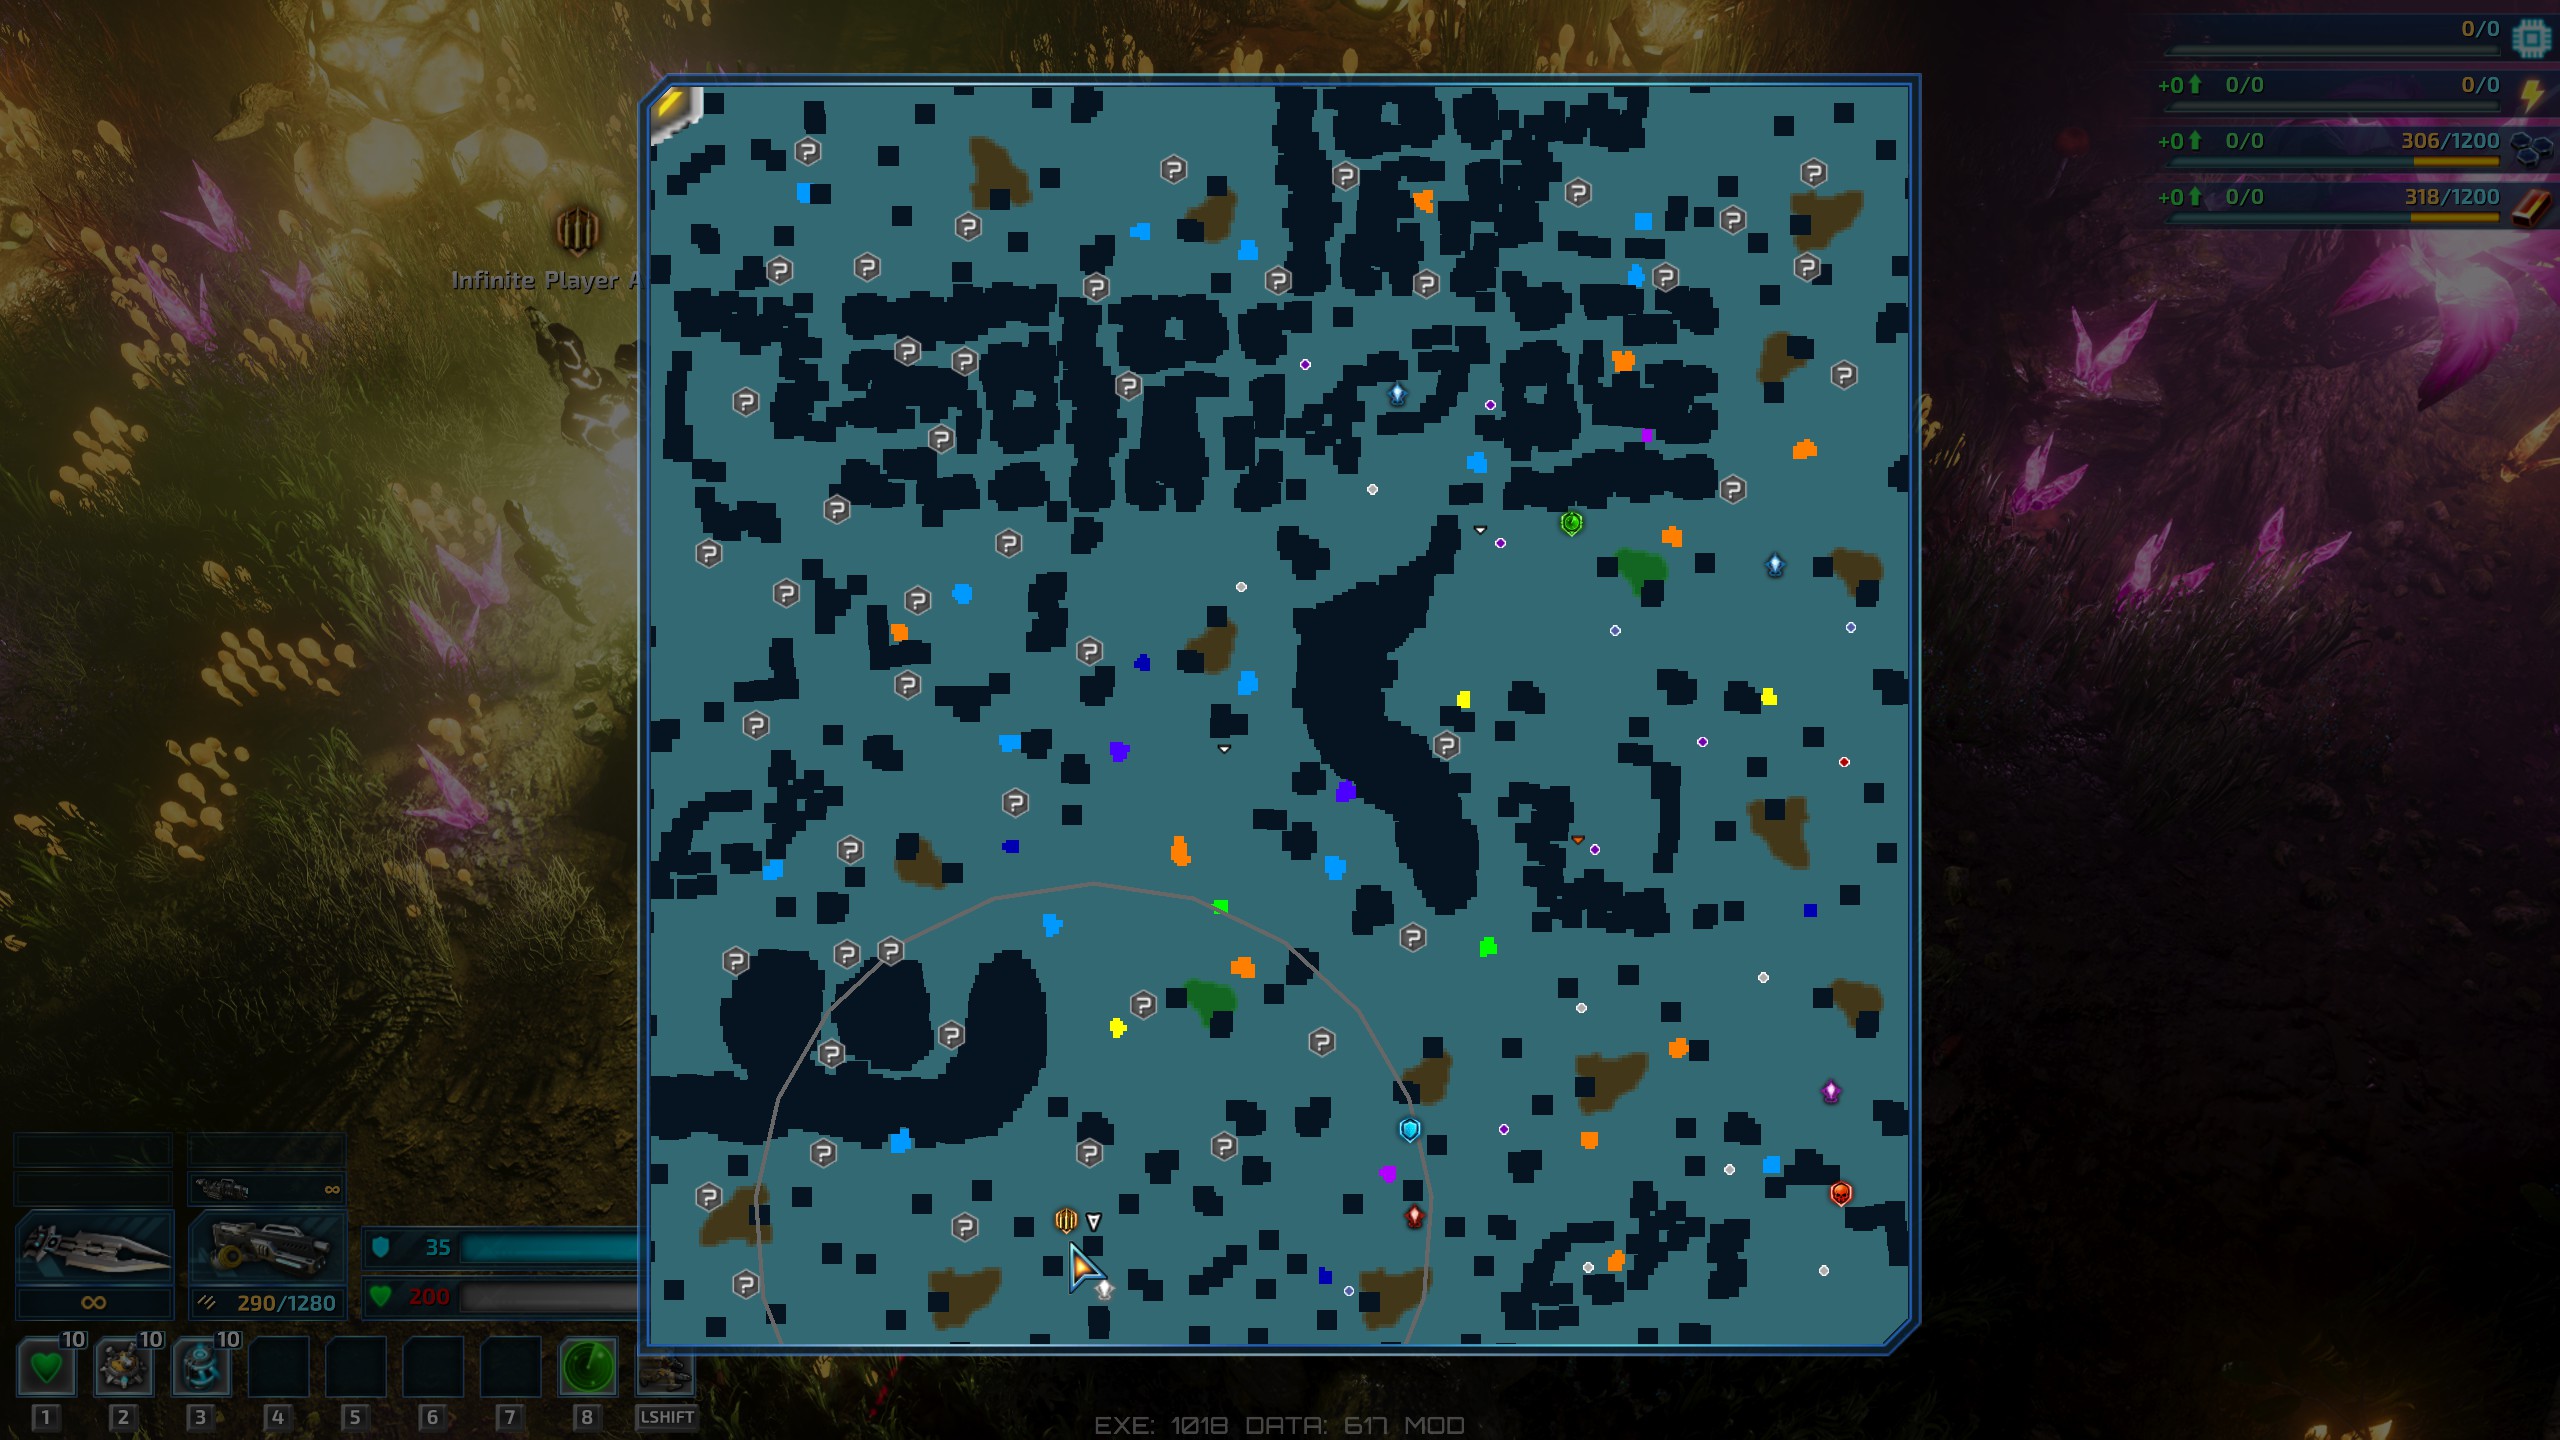 0/0
+0 0/0 0/0
+0 0/0 306/1200
+0 0/0 318/1200
Infinite Player A
∞
35
∞ 290/1280 200
10 10 10
1 2 3 4 5 6 7 8 LSHIFT
EXE: 1018 DATA: 617 MOD